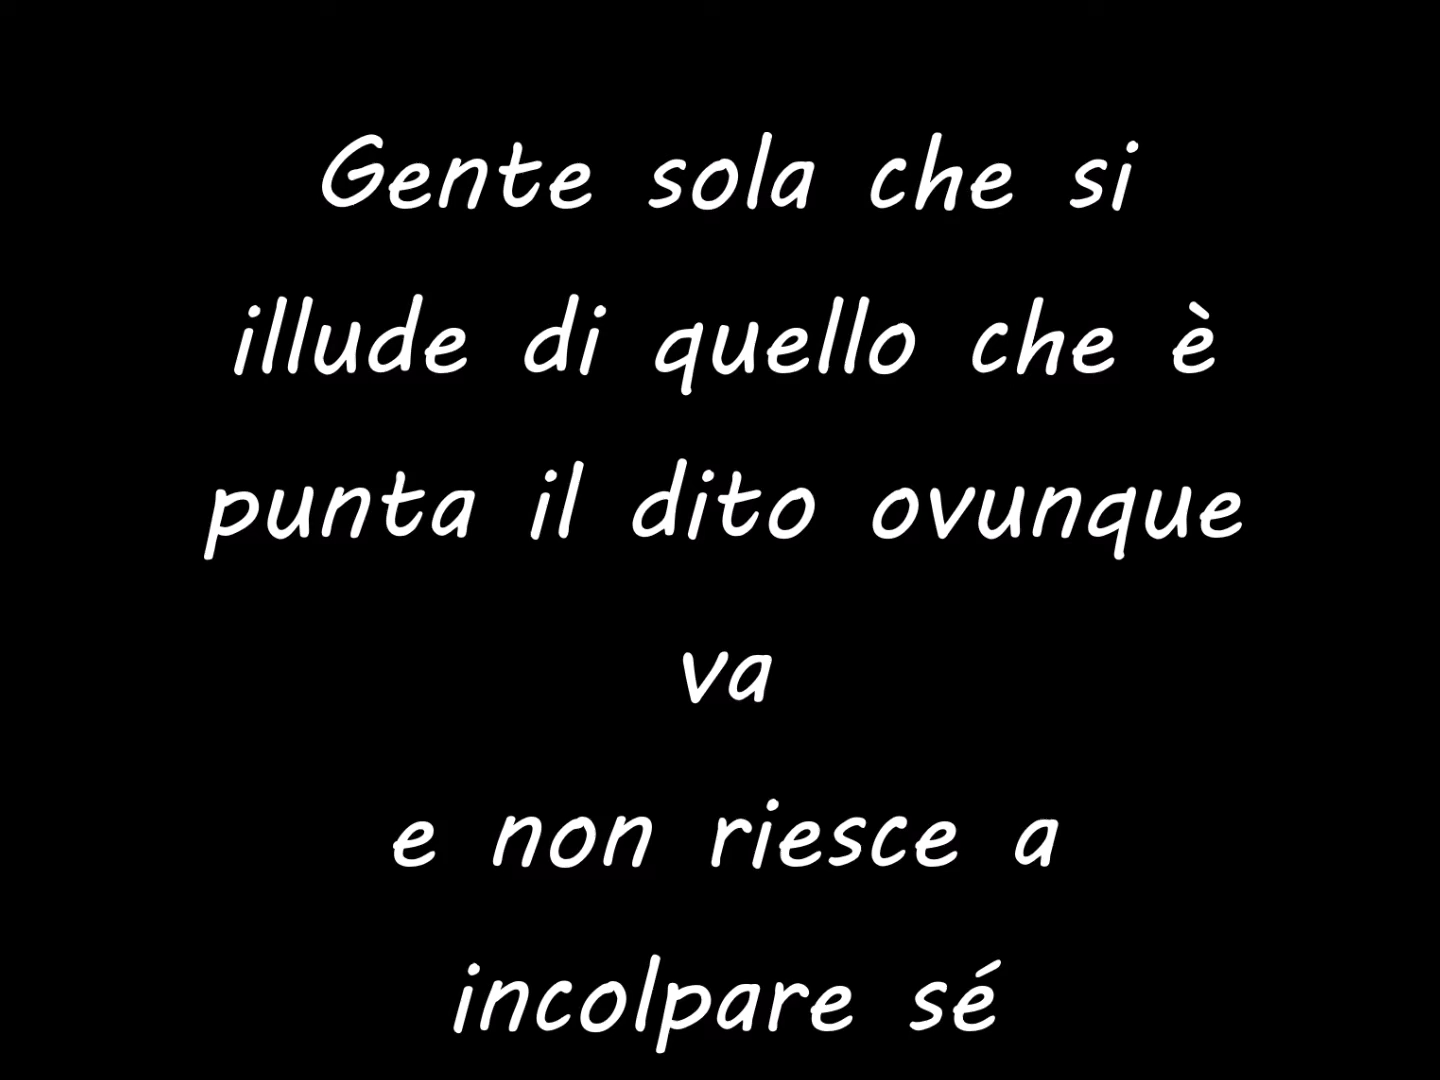 Gente sola che si
illude di quello che è
punta il dito ovunque
va
e non riesce a
incolpare sé